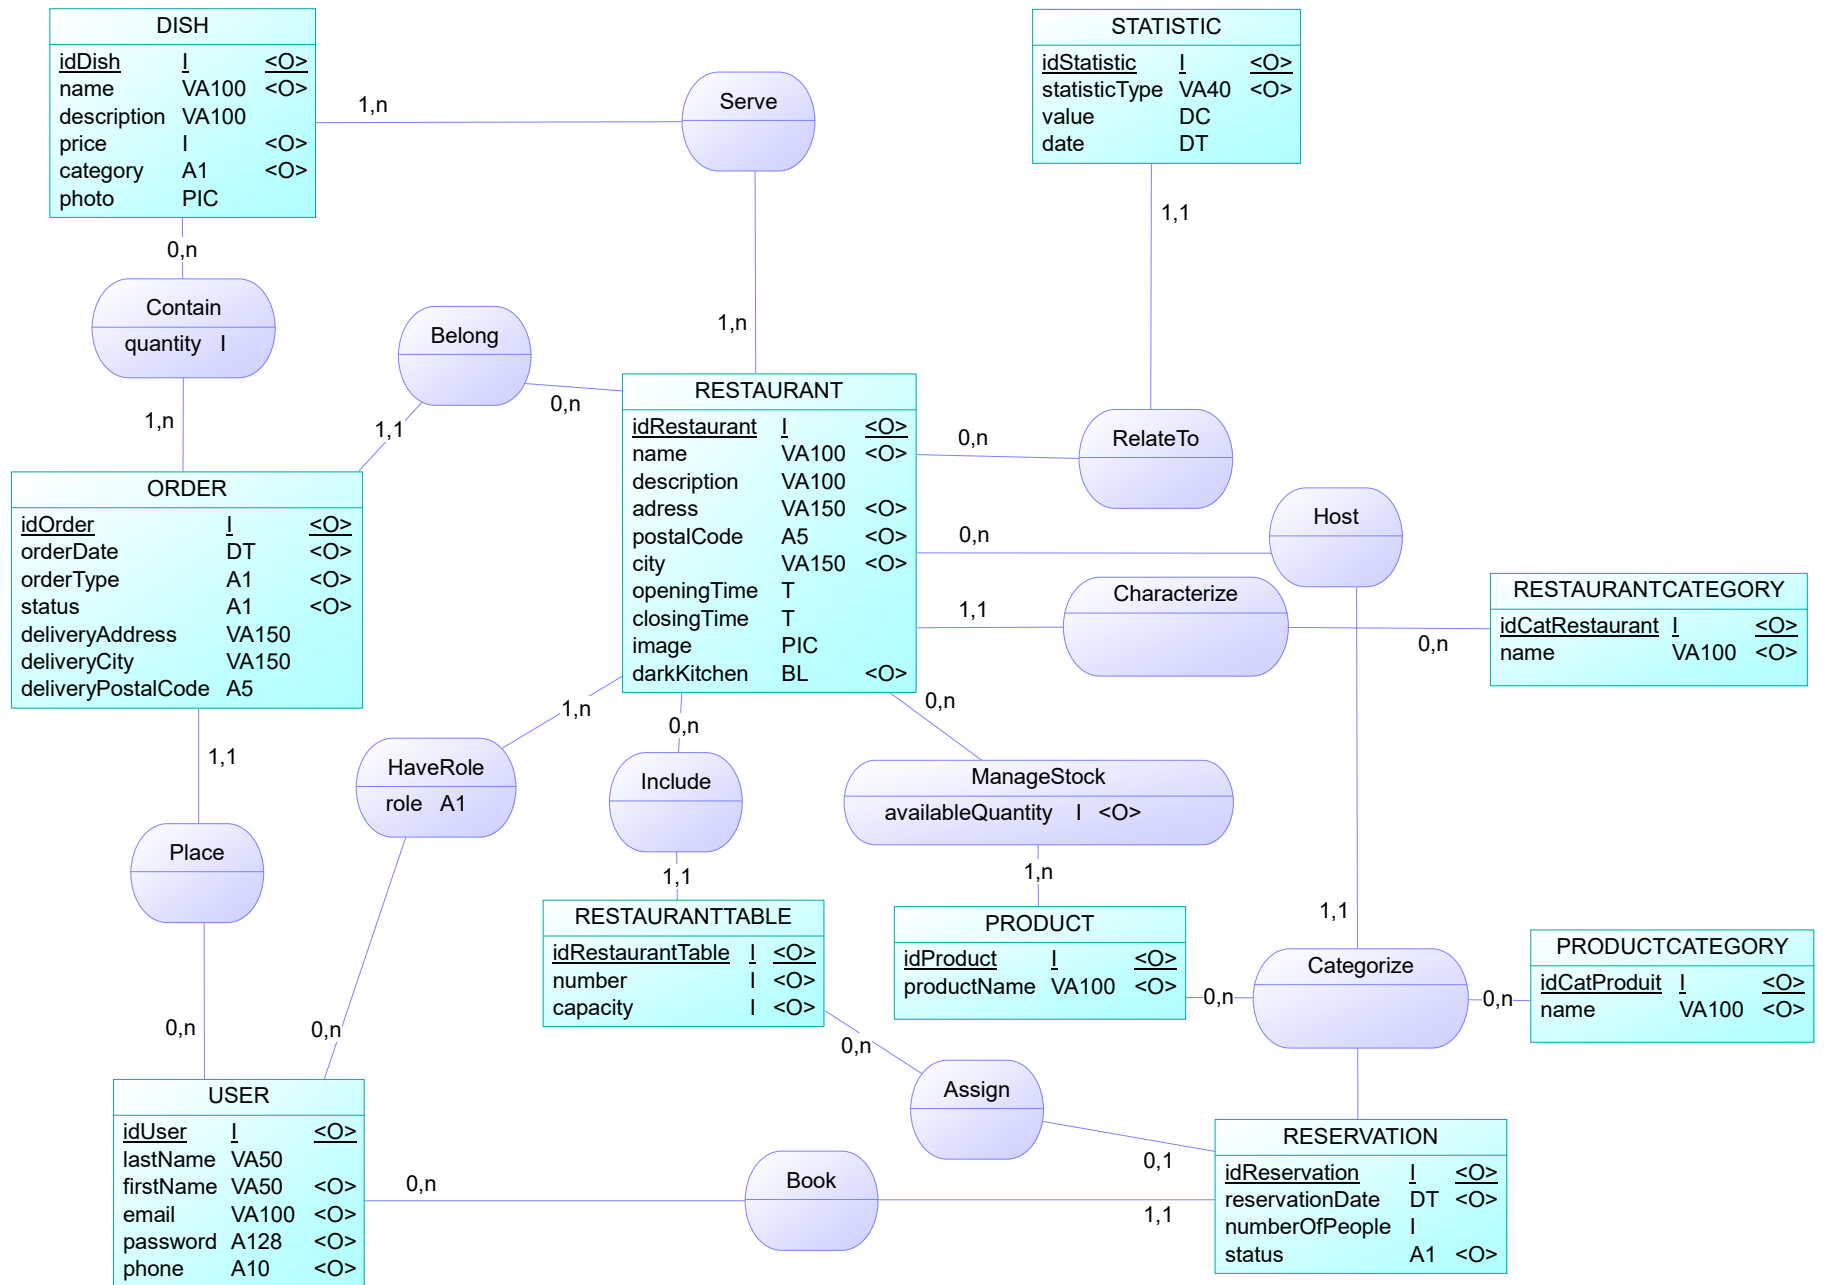 DISH
idDish I <O>
name VA100 <O>
description VA100
price I <O>
category A1 <O>
photo PIC
STATISTIC
idStatistic I <O>
statisticType VA40 <O>
value DC
date DT
1,n
Serve
1,1
0,n
Contain
quantity I
1,n
Belong
1,n
0,n
1,1
RESTAURANT
idRestaurant I <O>
name VA100 <O>
description VA100
adress VA150 <O>
postalCode A5 <O>
city VA150 <O>
openingTime T
closingTime T
image PIC
darkKitchen BL <O>
0,n
RelateTo
ORDER
idOrder I <O>
orderDate DT <O>
orderType A1 <O>
status A1 <O>
deliveryAddress VA150
deliveryCity VA150
deliveryPostalCode A5
0,n
Host
1,1
Characterize
0,n
RESTAURANTCATEGORY
idCatRestaurant I <O>
name VA100 <O>
1,1
1,n
HaveRole
role A1
0,n
Include
0,n
ManageStock
availableQuantity I <O>
Place
1,1
1,n
1,1
RESTAURANTTABLE
idRestaurantTable I <O>
number I <O>
capacity I <O>
PRODUCT
idProduct I <O>
productName VA100 <O>
0,n
Categorize
0,n
PRODUCTCATEGORY
idCatProduit I <O>
name VA100 <O>
0,n
0,n
0,n
Assign
0,1
USER
idUser I <O>
lastName VA50
firstName VA50 <O>
email VA100 <O>
password A128 <O>
phone A10 <O>
0,n
Book
1,1
RESERVATION
idReservation I <O>
reservationDate DT <O>
numberOfPeople I
status A1 <O>